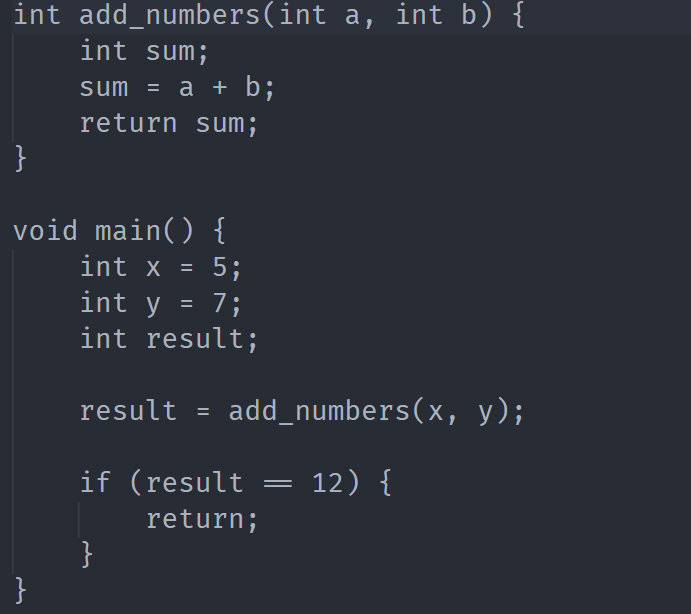 int add_numbers(int a, int b) {
    int sum;
    sum = a + b;
    return sum;
}

void main() {
    int x = 5;
    int y = 7;
    int result;

    result = add_numbers(x, y);

    if (result == 12) {
        return;
    }
}